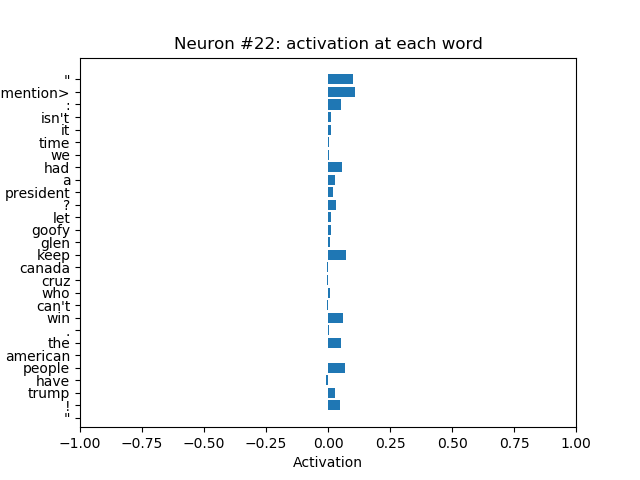 Neuron #22: activation at each word
"
mention>
:
isn't
it
time
we
had
a
president
?
let
goofy
glen
keep
canada
cruz
who
can't
win
.
the
american
people
have
trump
!
"
−1.00 −0.75 −0.50 −0.25 0.00 0.25 0.50 0.75 1.00
Activation